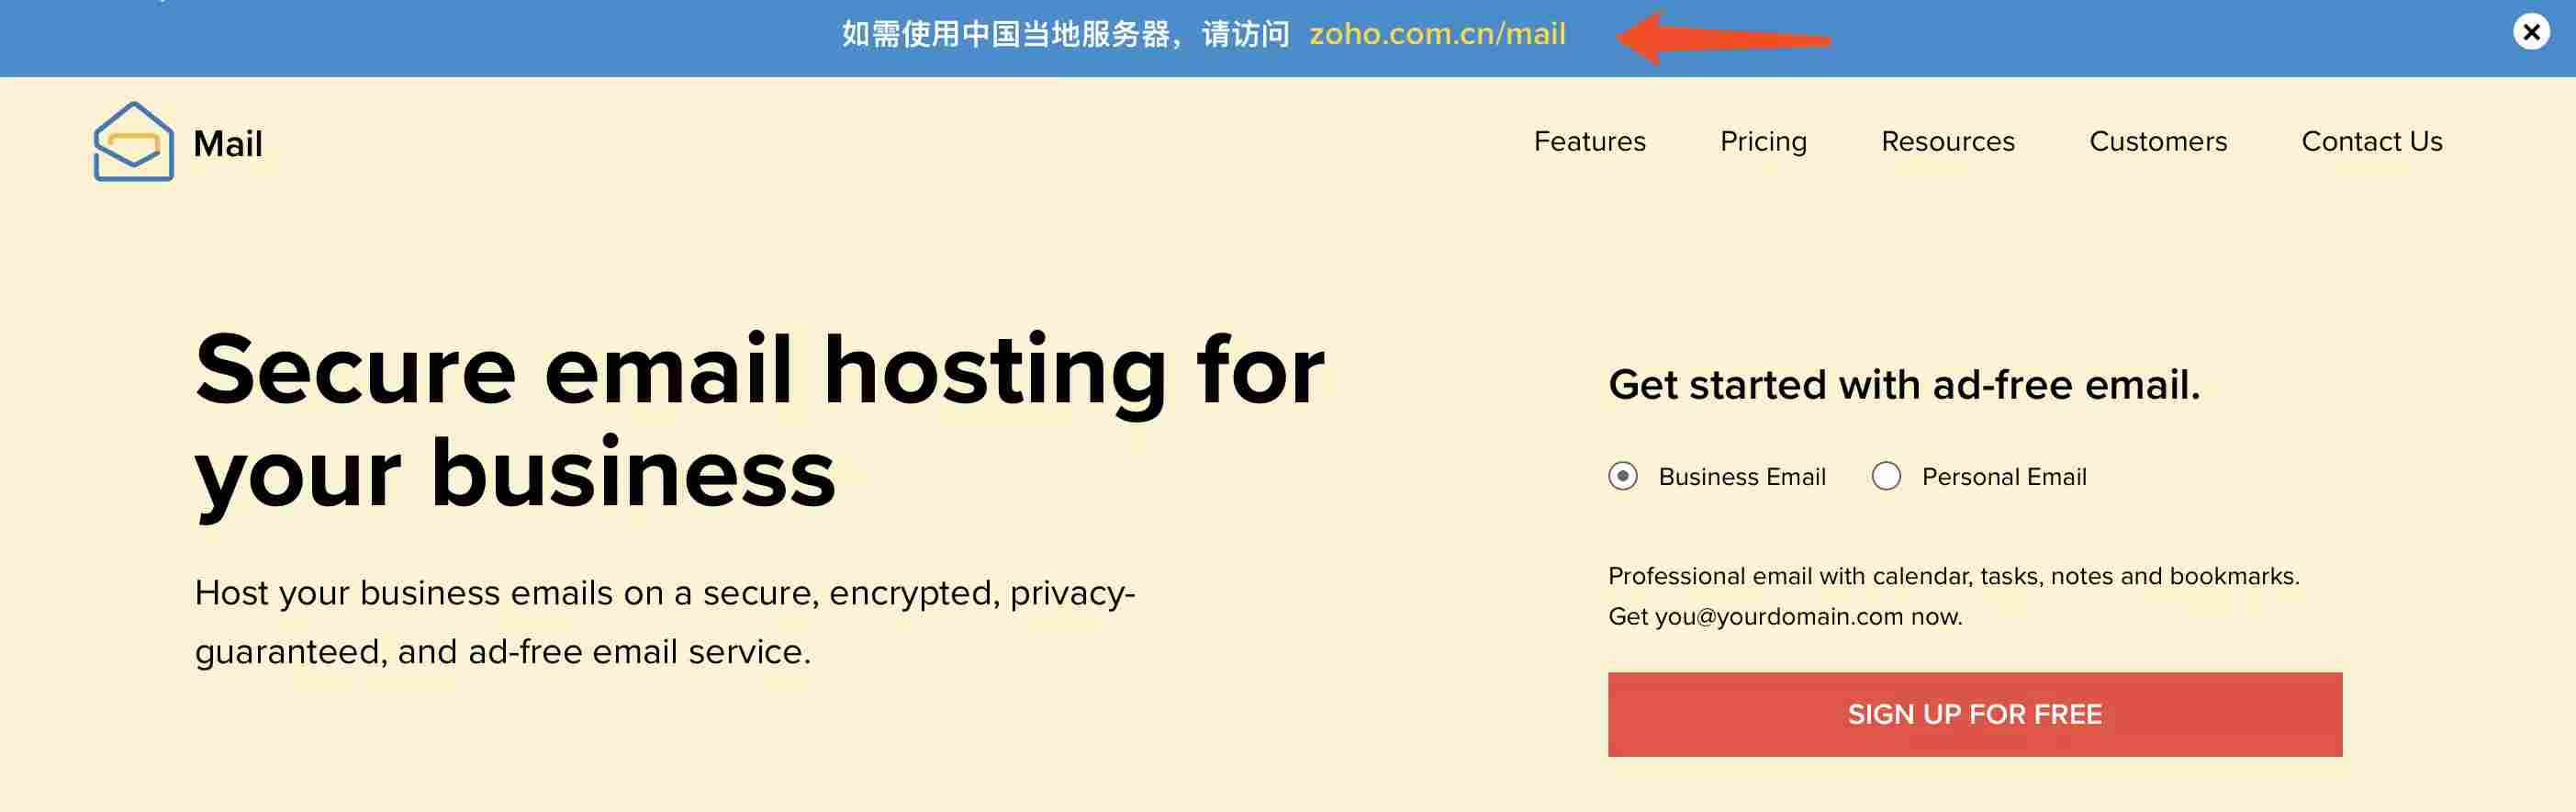 如需使用中国当地服务器，请访问 zoho.com.cn/mail
Mail
Features Pricing Resources Customers Contact Us
Secure email hosting for
your business
Host your business emails on a secure, encrypted, privacy-
guaranteed, and ad-free email service.
Get started with ad-free email.
Business Email Personal Email
Professional email with calendar, tasks, notes and bookmarks.
Get you@yourdomain.com now.
SIGN UP FOR FREE